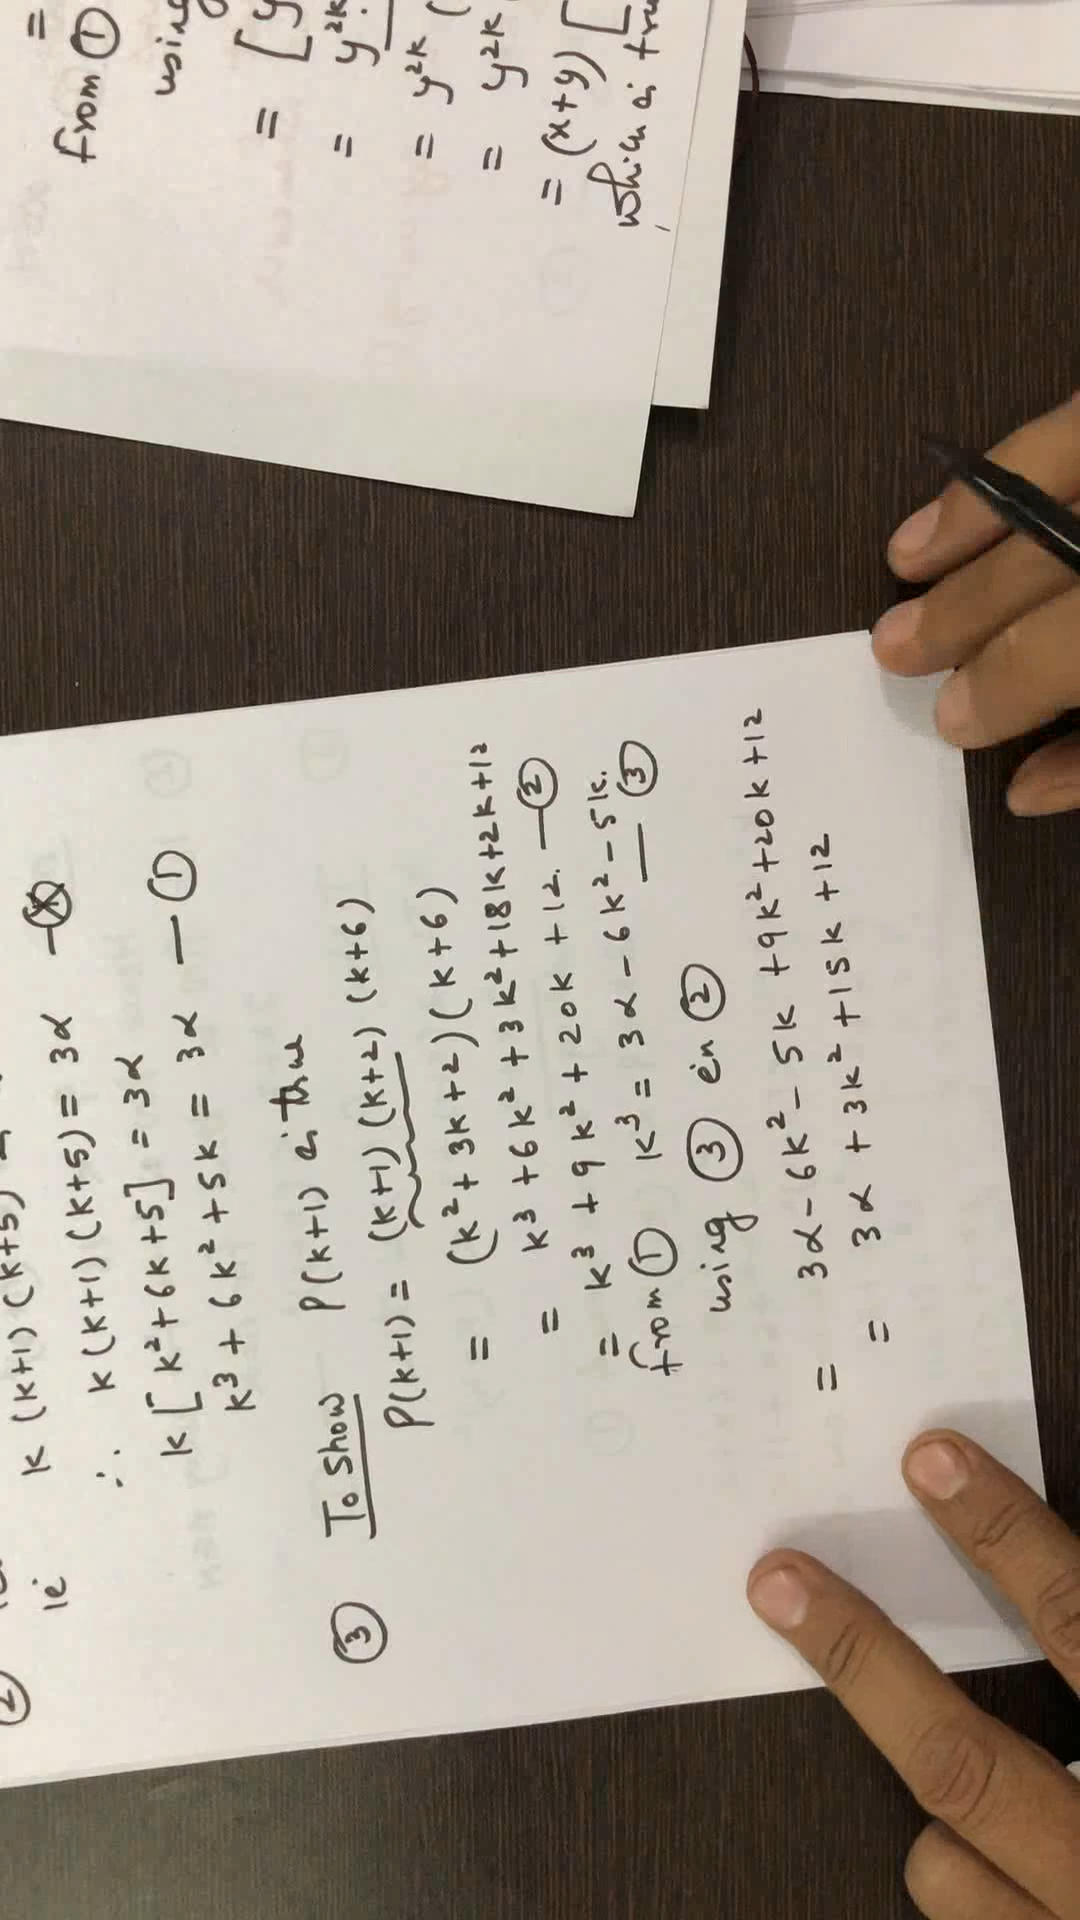 k (k+1) (k+5)
ie
∴ k (k+1) (k+5) = 3α
k [k²+6k+5] = 3α
k³ + 6k² + 5k = 3α — ①
③ To show P(k+1) is true
P(k+1) = (k+1) (k+2) (k+6)
= (k²+3k+2) (k+6)
= k³ + 6k² + 3k² + 18k + 2k + 12
= k³ + 9k² + 20k + 12. — ②
from ① k³ = 3α - 6k² - 5k. — ③
using ③ in ②
= 3α - 6k² - 5k + 9k² + 20k + 12
= 3α + 3k² + 15k + 12
=
from ①
using
= [y
= y²ᵏ.
= y²ᵏ (
= y²ᵏ
= (x+y) [
which is tru